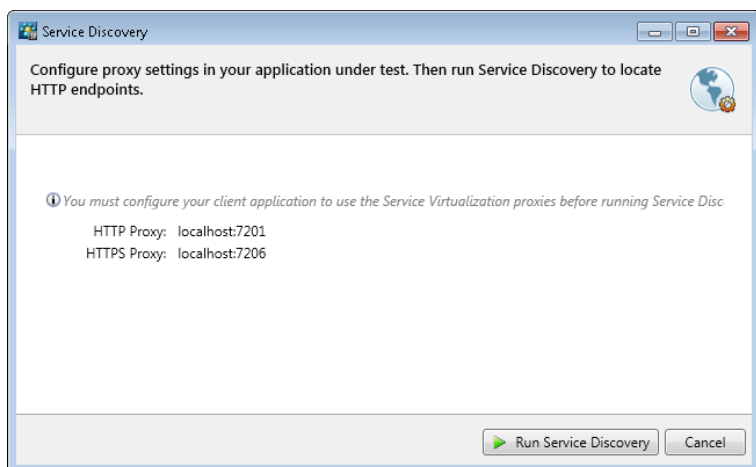 Service Discovery
Configure proxy settings in your application under test. Then run Service Discovery to locate
HTTP endpoints.
You must configure your client application to use the Service Virtualization proxies before running Service Disc
HTTP Proxy: localhost:7201
HTTPS Proxy: localhost:7206
Run Service Discovery Cancel